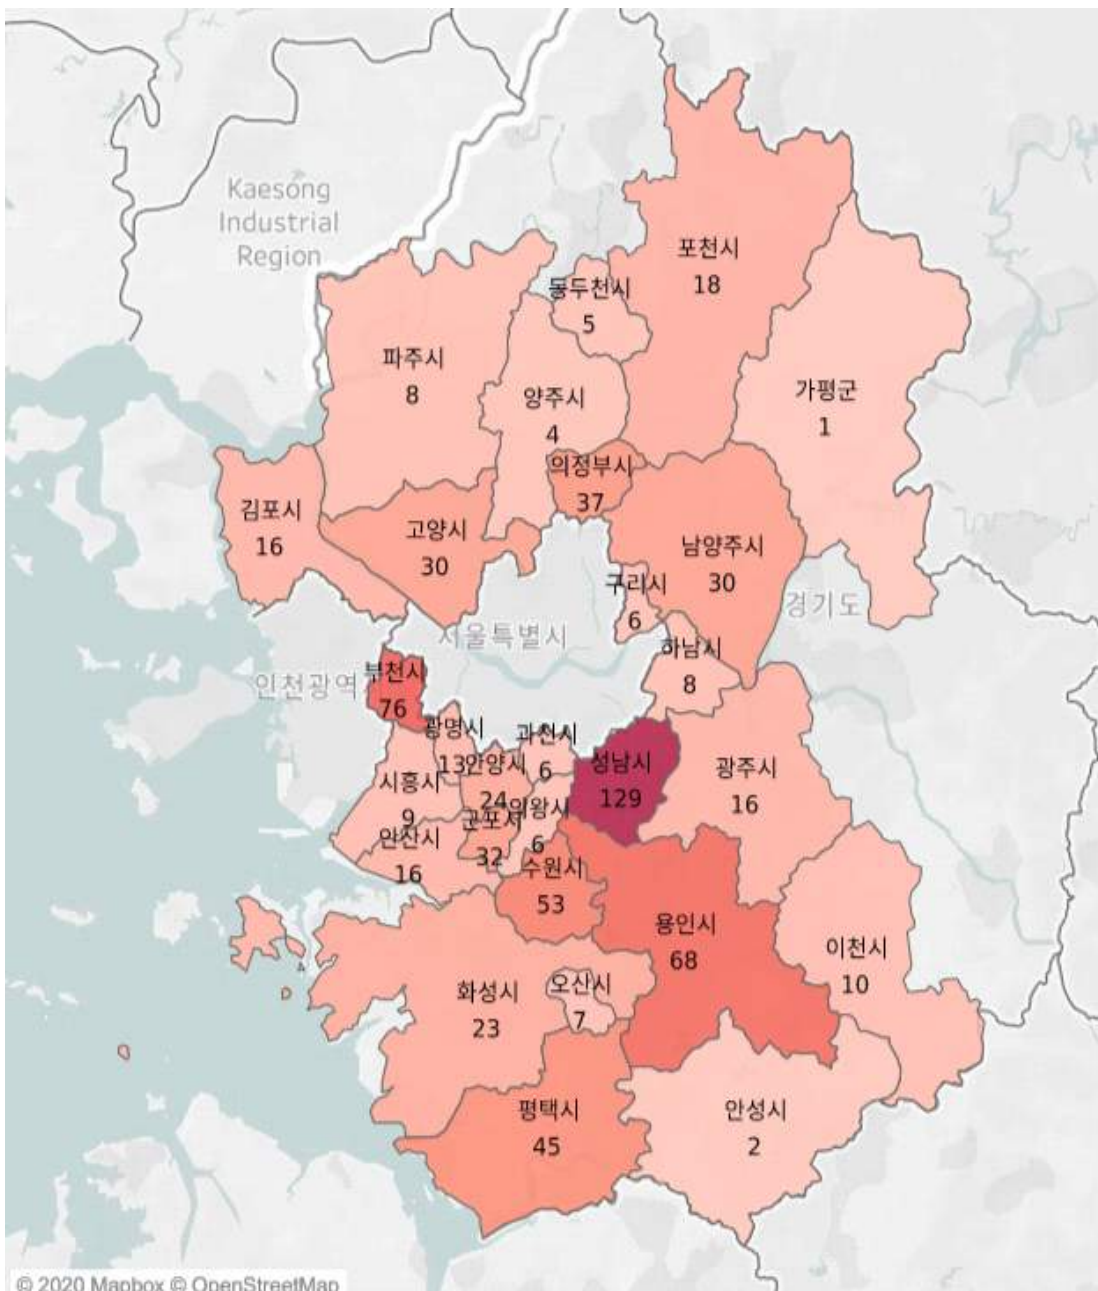 Kaesong
Industrial
Region
포천시
18
동두천시
5
파주시
8
양주시
4
가평군
1
의정부시
37
김포시
16
고양시
30
남양주시
30
구리시
6
경기도
서울특별시
하남시
8
부천시
76
인천광역
광명시
13
과천시
6
안양시
24
성남시
129
광주시
16
시흥시
9
의왕시
6
군포시
32
안산시
16
수원시
53
용인시
68
이천시
10
화성시
23
오산시
7
평택시
45
안성시
2
© 2020 Mapbox © OpenStreetMap